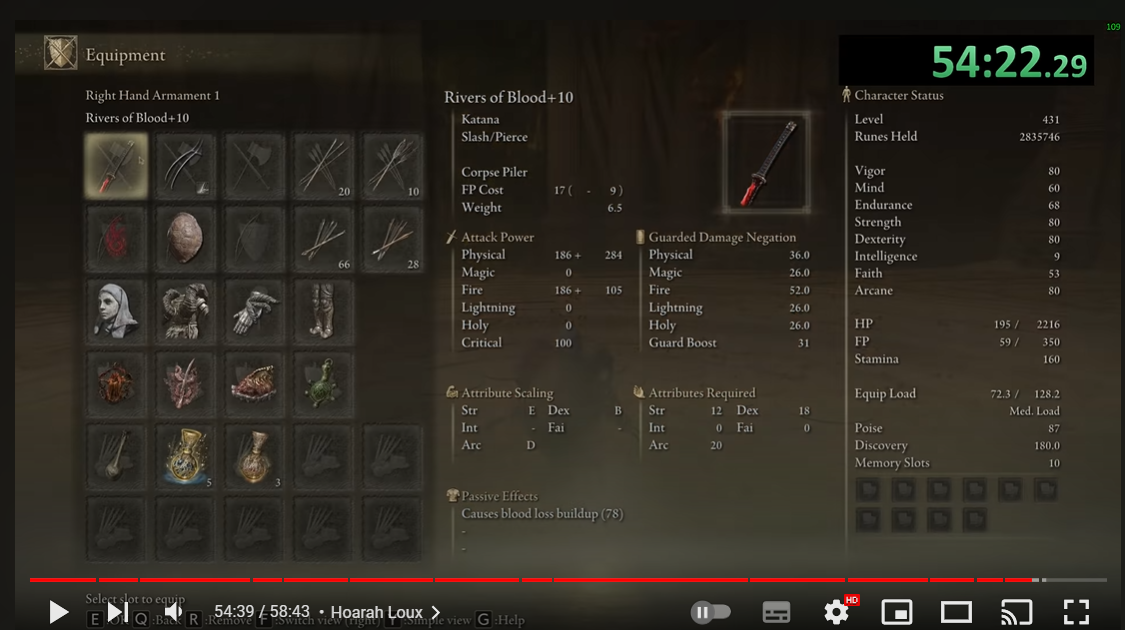 109
Equipment
54:22.29
Right Hand Armament 1
Rivers of Blood+10
20
10
66
28
5
3
Rivers of Blood+10
Katana
Slash/Pierce
Corpse Piler
FP Cost 17 ( - 9 )
Weight 6.5
Attack Power
Physical 186 + 284
Magic 0
Fire 186 + 105
Lightning 0
Holy 0
Critical 100
Guarded Damage Negation
Physical 36.0
Magic 26.0
Fire 52.0
Lightning 26.0
Holy 26.0
Guard Boost 31
Attribute Scaling
Str E Dex B
Int - Fai -
Arc D
Attributes Required
Str 12 Dex 18
Int 0 Fai 0
Arc 20
Passive Effects
Causes blood loss buildup (78)
-
-
Character Status
Level 431
Runes Held 2835746
Vigor 80
Mind 60
Endurance 68
Strength 80
Dexterity 80
Intelligence 9
Faith 53
Arcane 80
HP 195 / 2216
FP 59 / 350
Stamina 160
Equip Load 72.3 / 128.2
Med. Load
Poise 87
Discovery 180.0
Memory Slots 10
Select slot to equip
E Q :Back R :Remove F :Switch view (right) Y :Simple view G :Help
54:39 / 58:43 • Hoarah Loux
HD